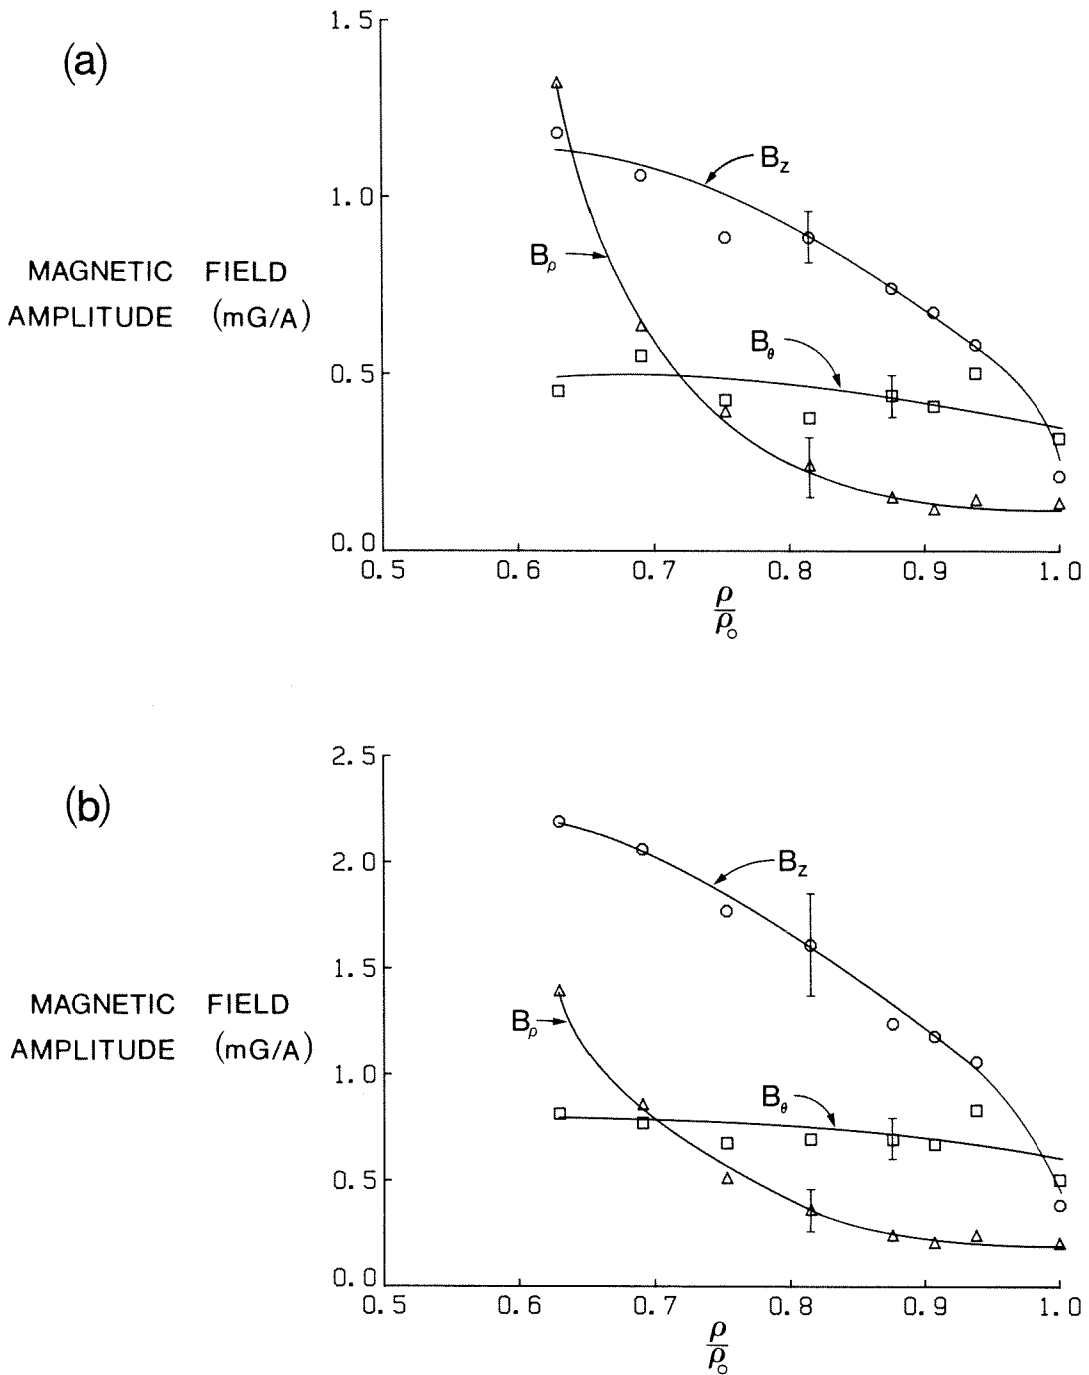 (a)
1.5
1.0
0.5
0.0
MAGNETIC FIELD
AMPLITUDE (mG/A)
B_z
B_ρ
B_θ
0.5 0.6 0.7 0.8 0.9 1.0
ρ
ρ_o
(b)
2.5
2.0
1.5
1.0
0.5
0.0
MAGNETIC FIELD
AMPLITUDE (mG/A)
B_z
B_ρ
B_θ
0.5 0.6 0.7 0.8 0.9 1.0
ρ
ρ_o